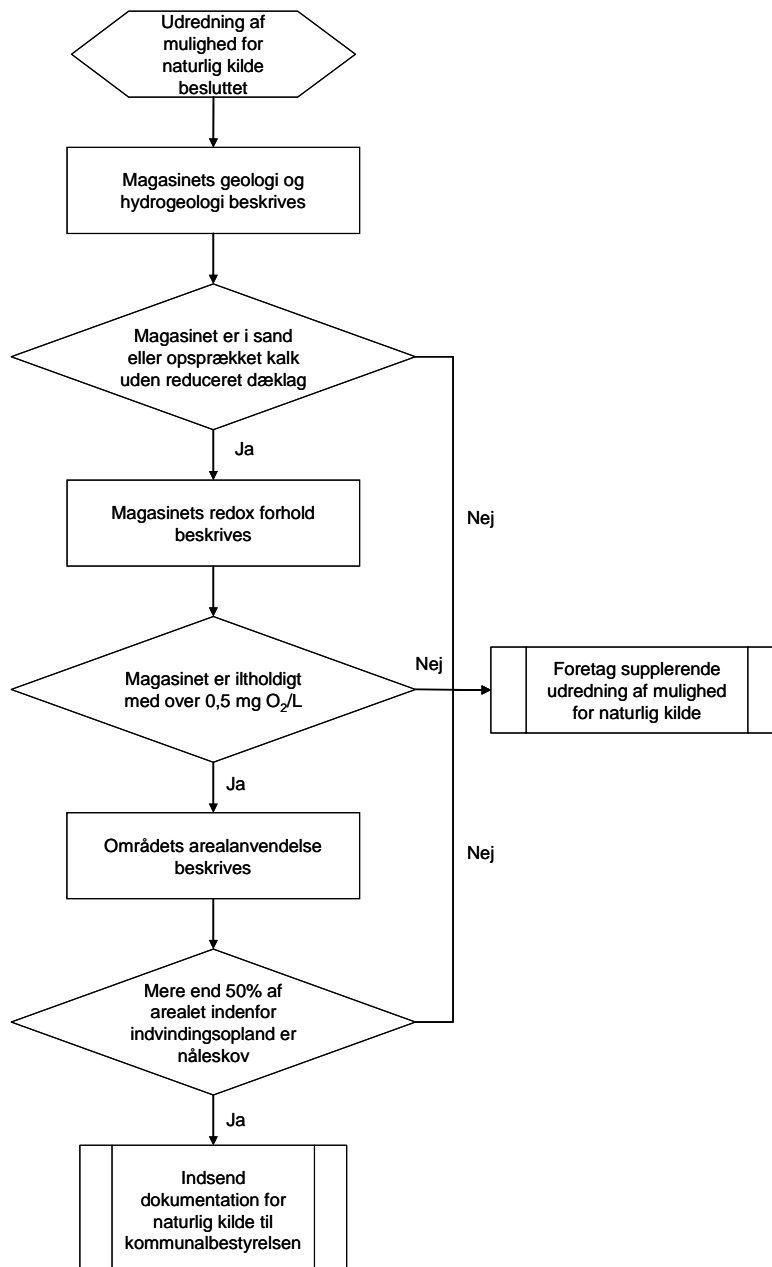 Udredning af
mulighed for
naturlig kilde
besluttet
Magasinets geologi og
hydrogeologi beskrives
Magasinet er i sand
eller opsprækket kalk
uden reduceret dæklag
Ja
Nej
Magasinets redox forhold
beskrives
Magasinet er iltholdigt
med over 0,5 mg O₂/L
Nej
Foretag supplerende
udredning af mulighed
for naturlig kilde
Ja
Områdets arealanvendelse
beskrives
Nej
Mere end 50% af
arealet indenfor
indvindingsopland er
nåleskov
Ja
Indsend
dokumentation for
naturlig kilde til
kommunalbestyrelsen